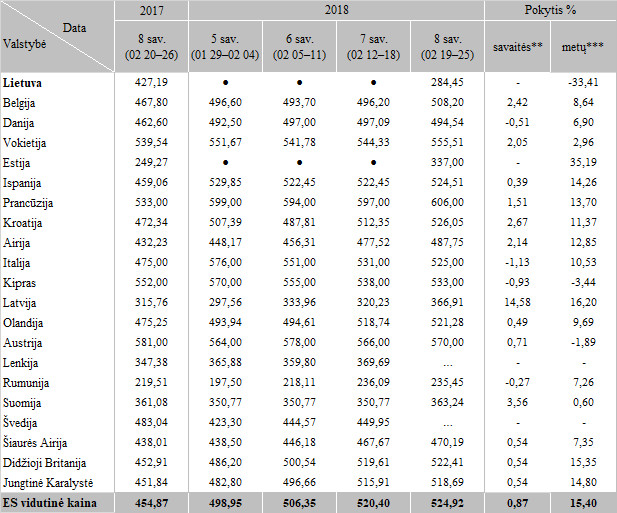 Data
Valstybė
2017 2018 Pokytis %
8 sav. 5 sav. 6 sav. 7 sav. 8 sav. savaitės** metų***
(02 20–26) (01 29–02 04) (02 05–11) (02 12–18) (02 19–25)
Lietuva 427,19 ● ● ● 284,45 - -33,41
Belgija 467,80 496,60 493,70 496,20 508,20 2,42 8,64
Danija 462,60 492,50 497,00 497,09 494,54 -0,51 6,90
Vokietija 539,54 551,67 541,78 544,33 555,51 2,05 2,96
Estija 249,27 ● ● ● 337,00 - 35,19
Ispanija 459,06 529,85 522,45 522,45 524,51 0,39 14,26
Prancūzija 533,00 599,00 594,00 597,00 606,00 1,51 13,70
Kroatija 472,34 507,39 487,81 512,35 526,05 2,67 11,37
Airija 432,23 448,17 456,31 477,52 487,75 2,14 12,85
Italija 475,00 576,00 551,00 531,00 525,00 -1,13 10,53
Kipras 552,00 570,00 555,00 538,00 533,00 -0,93 -3,44
Latvija 315,76 297,56 333,96 320,23 366,91 14,58 16,20
Olandija 475,25 493,94 494,61 518,74 521,28 0,49 9,69
Austrija 581,00 564,00 578,00 566,00 570,00 0,71 -1,89
Lenkija 347,38 365,88 359,80 369,69 ... - -
Rumunija 219,51 197,50 218,11 236,09 235,45 -0,27 7,26
Suomija 361,08 350,77 350,77 350,77 363,24 3,56 0,60
Švedija 483,04 423,30 444,57 449,95 ... - -
Šiaurės Airija 438,01 438,50 446,18 467,67 470,19 0,54 7,35
Didžioji Britanija 452,91 486,20 500,54 519,61 522,41 0,54 15,35
Jungtinė Karalystė 451,84 482,80 496,66 515,91 518,69 0,54 14,80
ES vidutinė kaina 454,87 498,95 506,35 520,40 524,92 0,87 15,40